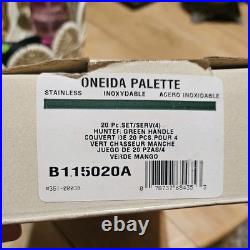 ONEIDA PALETTE
STAINLESS INOXYDABLE ACERO INOXIDABLE
20 Pc.SET/SERV(4)
HUNTER GREEN HANDLE
COUVERT DE 20 PCS.POUR 4
VERT CHASSEUR MANCHE
JUEGO DE 20 PZAS/4
VERDE MANGO
B115020A